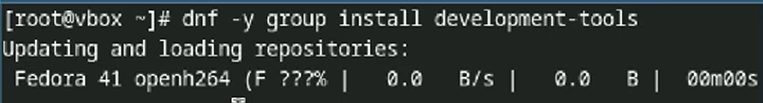 [root@vbox ~]# dnf -y group install development-tools
Updating and loading repositories:
Fedora 41 openh264 (F ???% |   0.0   B/s |   0.0   B |  00m00s